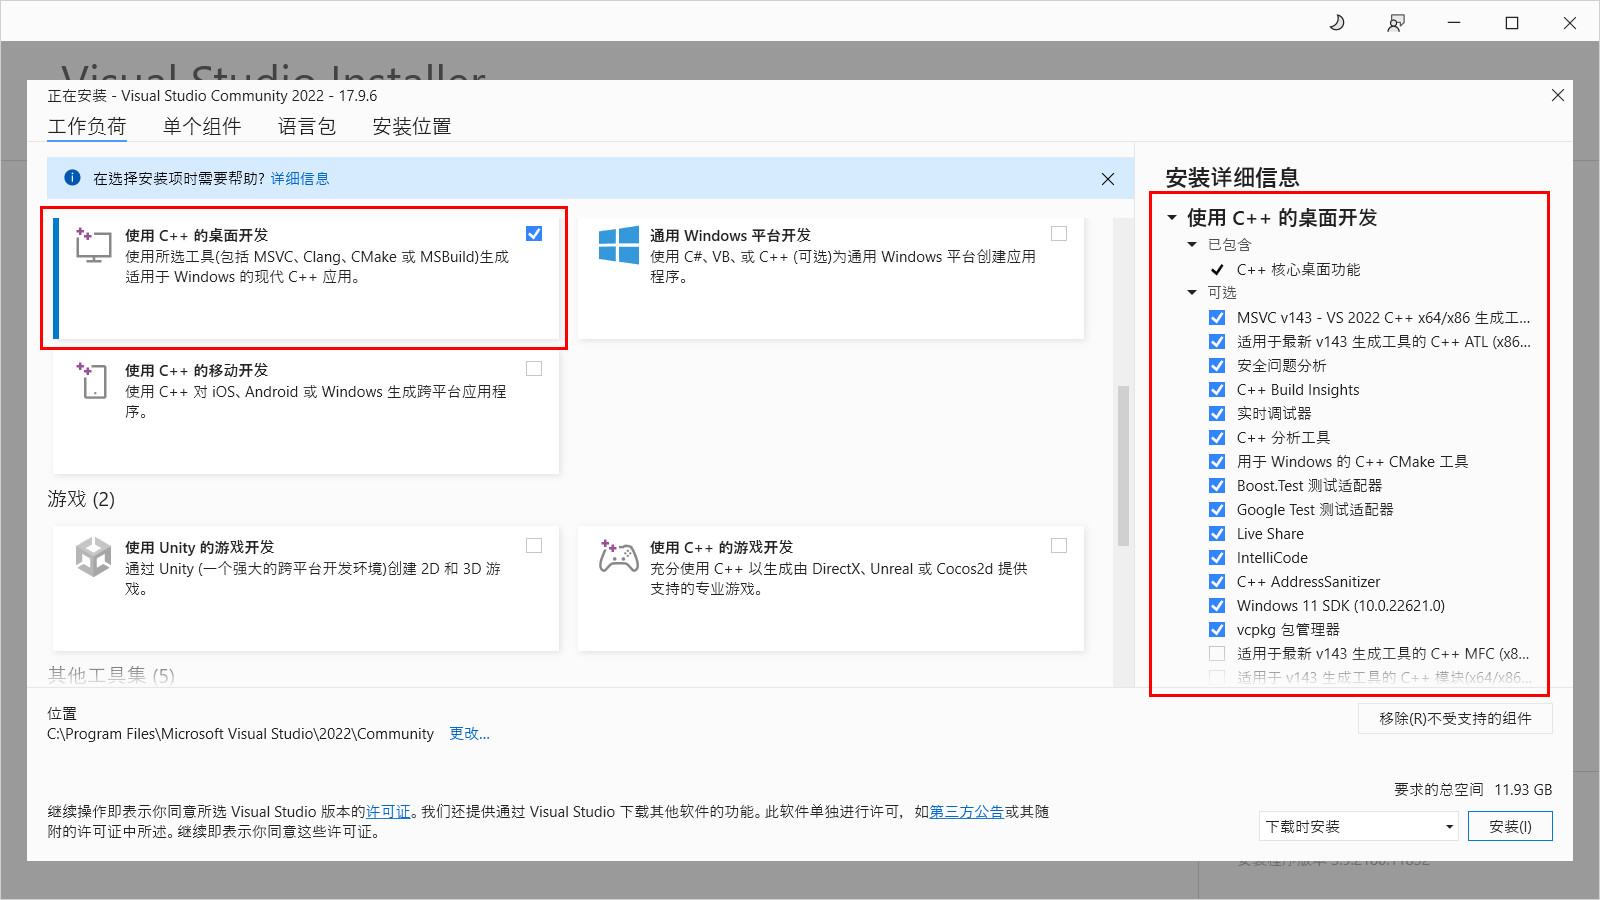 Visual Studio Installer
正在安装 - Visual Studio Community 2022 - 17.9.6
工作负荷 单个组件 语言包 安装位置
在选择安装项时需要帮助? 详细信息
使用 C++ 的桌面开发
使用所选工具(包括 MSVC、Clang、CMake 或 MSBuild)生成
适用于 Windows 的现代 C++ 应用。
通用 Windows 平台开发
使用 C#、VB、或 C++ (可选)为通用 Windows 平台创建应用
程序。
使用 C++ 的移动开发
使用 C++ 对 iOS、Android 或 Windows 生成跨平台应用程
序。
游戏 (2)
使用 Unity 的游戏开发
通过 Unity (一个强大的跨平台开发环境)创建 2D 和 3D 游
戏。
使用 C++ 的游戏开发
充分使用 C++ 以生成由 DirectX、Unreal 或 Cocos2d 提供
支持的专业游戏。
其他工具集 (5)
安装详细信息
使用 C++ 的桌面开发
已包含
C++ 核心桌面功能
可选
MSVC v143 - VS 2022 C++ x64/x86 生成工...
适用于最新 v143 生成工具的 C++ ATL (x86...
安全问题分析
C++ Build Insights
实时调试器
C++ 分析工具
用于 Windows 的 C++ CMake 工具
Boost.Test 测试适配器
Google Test 测试适配器
Live Share
IntelliCode
C++ AddressSanitizer
Windows 11 SDK (10.0.22621.0)
vcpkg 包管理器
适用于最新 v143 生成工具的 C++ MFC (x8...
适用于 v143 生成工具的 C++ 模块(x64/x86...
位置
C:\Program Files\Microsoft Visual Studio\2022\Community 更改...
移除(R)不受支持的组件
要求的总空间 11.93 GB
继续操作即表示你同意所选 Visual Studio 版本的许可证。我们还提供通过 Visual Studio 下载其他软件的功能。此软件单独进行许可，如第三方公告或其随
附的许可证中所述。继续即表示你同意这些许可证。
下载时安装
安装(I)